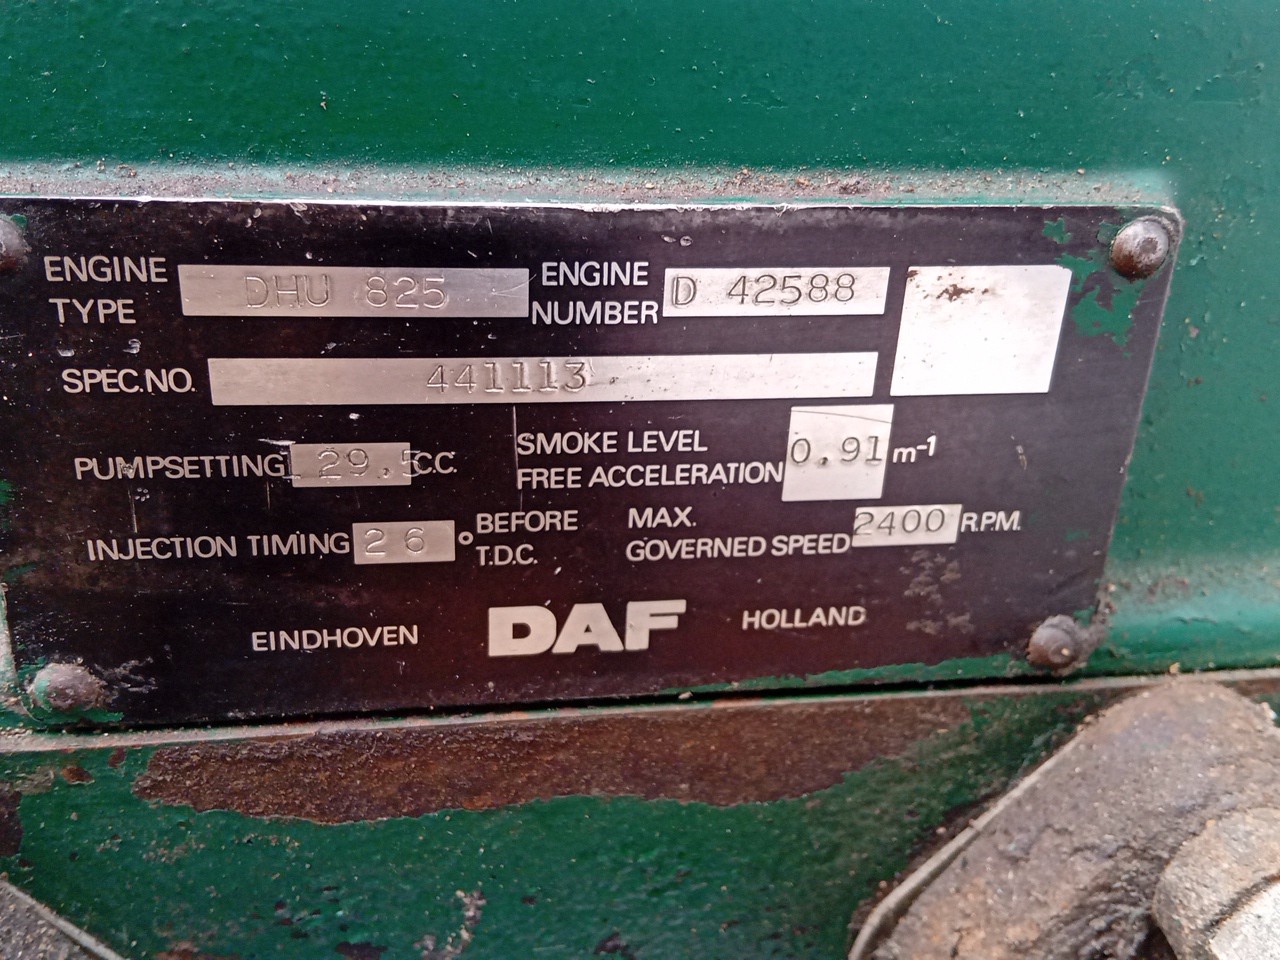 ENGINE TYPE DHU 825 ENGINE NUMBER D 42588
SPEC.NO. 441113
PUMPSETTING 129.5 C.C. SMOKE LEVEL FREE ACCELERATION 0.91 m-1
INJECTION TIMING 26 ° BEFORE T.D.C. MAX. GOVERNED SPEED 2400 R.P.M.
EINDHOVEN DAF HOLLAND